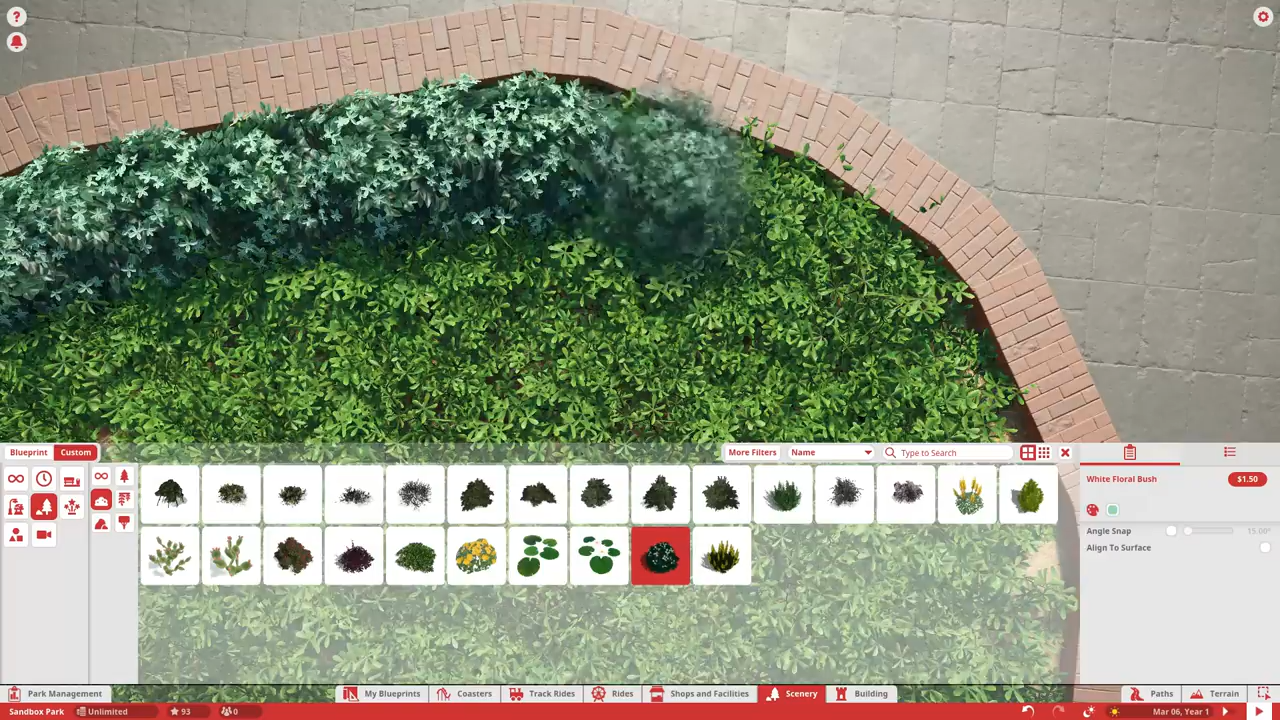 ?
Blueprint
Custom
More Filters
Name
Type to Search
White Floral Bush
$1.50
Angle Snap
15.00°
Align To Surface
Park Management
My Blueprints
Coasters
Track Rides
Rides
Shops and Facilities
Scenery
Building
Paths
Terrain
Sandbox Park
Unlimited
93
0
Mar 06, Year 1